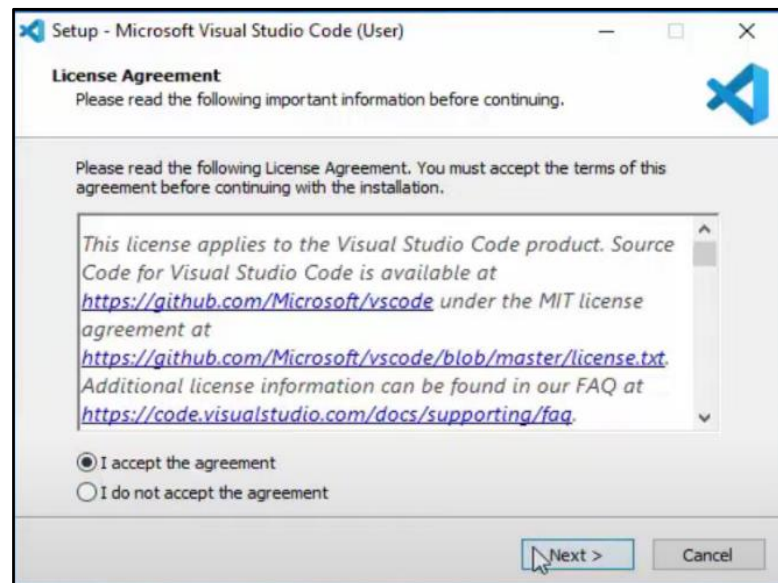 Setup - Microsoft Visual Studio Code (User)
License Agreement
Please read the following important information before continuing.
Please read the following License Agreement. You must accept the terms of this
agreement before continuing with the installation.
This license applies to the Visual Studio Code product. Source
Code for Visual Studio Code is available at
https://github.com/Microsoft/vscode under the MIT license
agreement at
https://github.com/Microsoft/vscode/blob/master/license.txt.
Additional license information can be found in our FAQ at
https://code.visualstudio.com/docs/supporting/faq.
I accept the agreement
I do not accept the agreement
Next >
Cancel